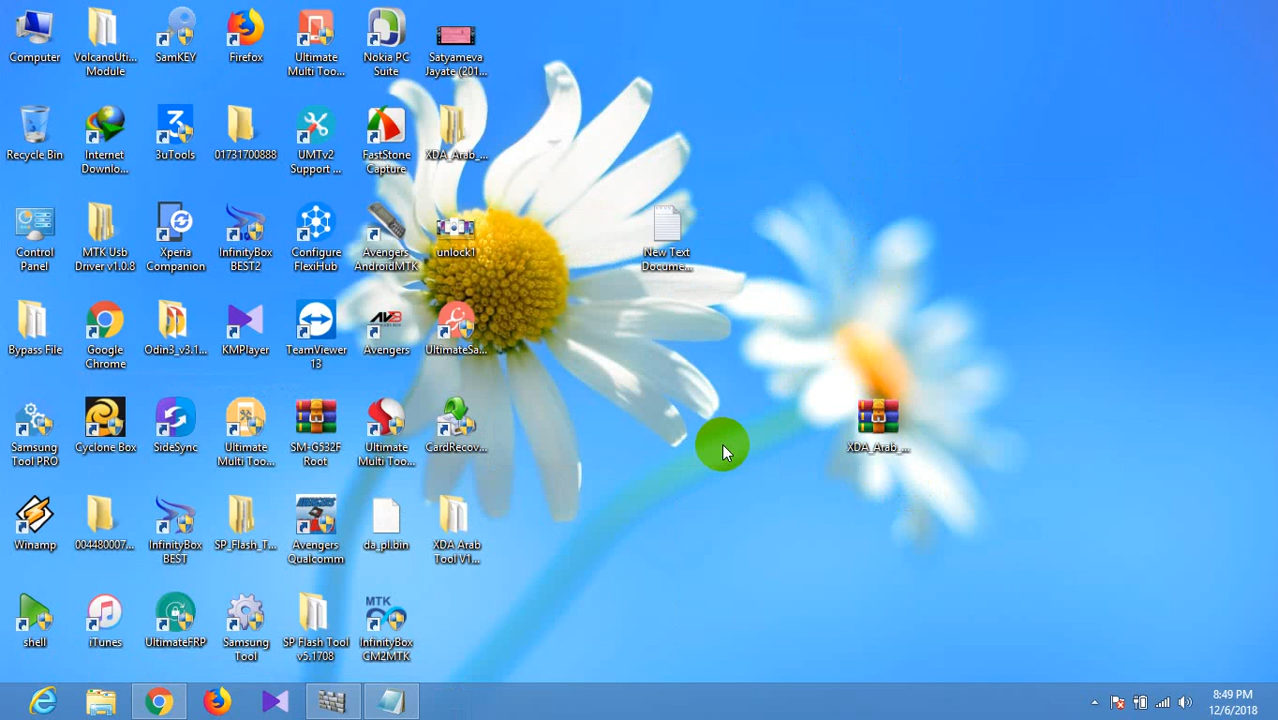 Computer
VolcanoUti...
Module
SamKEY
Firefox
Ultimate
Multi Too...
Nokia PC
Suite
Satyameva
Jayate (201...
Recycle Bin
Internet
Downlo...
3
3uTools
01731700888
UMTv2
Support ...
FastStone
Capture
XDA_Arab_...
Control
Panel
MTK Usb
Driver v1.0.8
Xperia
Companion
InfinityBox
BEST2
Configure
FlexiHub
Avengers
AndroidMTK
unlock1
New Text
Docume...
Bypass File
Google
Chrome
Odin3_v3.1...
KMPlayer
TeamViewer
13
AVB
Avengers
UltimateSa...
Samsung
Tool PRO
Cyclone Box
SideSync
Ultimate
Multi Too...
SM-G532F
Root
Ultimate
Multi Too...
CardRecov...
XDA_Arab_...
Winamp
004480007...
InfinityBox
BEST
SP_Flash_T...
Avengers
Qualcomm
da_pl.bin
XDA Arab
Tool V1...
shell
iTunes
UltimateFRP
Samsung
Tool
SP Flash Tool
v5.1708
MTK
InfinityBox
CM2MTK
8:49 PM
12/6/2018